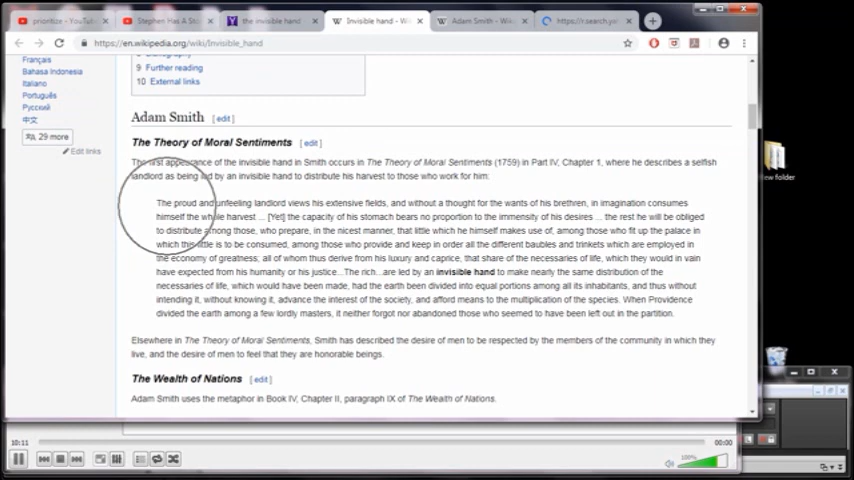 prioritize - YouTu
Stephen Has A St
the invisible hand
Invisible hand - Wi
Adam Smith - Wiki
https://r.search.ya
https://en.wikipedia.org/wiki/Invisible_hand
Français
Bahasa Indonesia
Italiano
Português
Русский
中文
29 more
Edit links
9 Further reading
10 External links
Adam Smith [edit]
The Theory of Moral Sentiments [edit]
The first appearance of the invisible hand in Smith occurs in The Theory of Moral Sentiments (1759) in Part IV, Chapter 1, where he describes a selfish
landlord as being led by an invisible hand to distribute his harvest to those who work for him:
The proud and unfeeling landlord views his extensive fields, and without a thought for the wants of his brethren, in imagination consumes
himself the whole harvest ... [Yet] the capacity of his stomach bears no proportion to the immensity of his desires ... the rest he will be obliged
to distribute among those, who prepare, in the nicest manner, that little which he himself makes use of, among those who fit up the palace in
which this little is to be consumed, among those who provide and keep in order all the different baubles and trinkets which are employed in
the economy of greatness; all of whom thus derive from his luxury and caprice, that share of the necessaries of life, which they would in vain
have expected from his humanity or his justice...The rich...are led by an invisible hand to make nearly the same distribution of the
necessaries of life, which would have been made, had the earth been divided into equal portions among all its inhabitants, and thus without
intending it, without knowing it, advance the interest of the society, and afford means to the multiplication of the species. When Providence
divided the earth among a few lordly masters, it neither forgot nor abandoned those who seemed to have been left out in the partition.
Elsewhere in The Theory of Moral Sentiments, Smith has described the desire of men to be respected by the members of the community in which they
live, and the desire of men to feel that they are honorable beings.
The Wealth of Nations [edit]
Adam Smith uses the metaphor in Book IV, Chapter II, paragraph IX of The Wealth of Nations.
New folder
10:11
00:00
100%